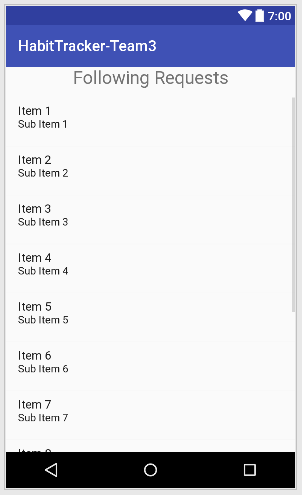 7:00
HabitTracker-Team3
Following Requests
Item 1
Sub Item 1
Item 2
Sub Item 2
Item 3
Sub Item 3
Item 4
Sub Item 4
Item 5
Sub Item 5
Item 6
Sub Item 6
Item 7
Sub Item 7